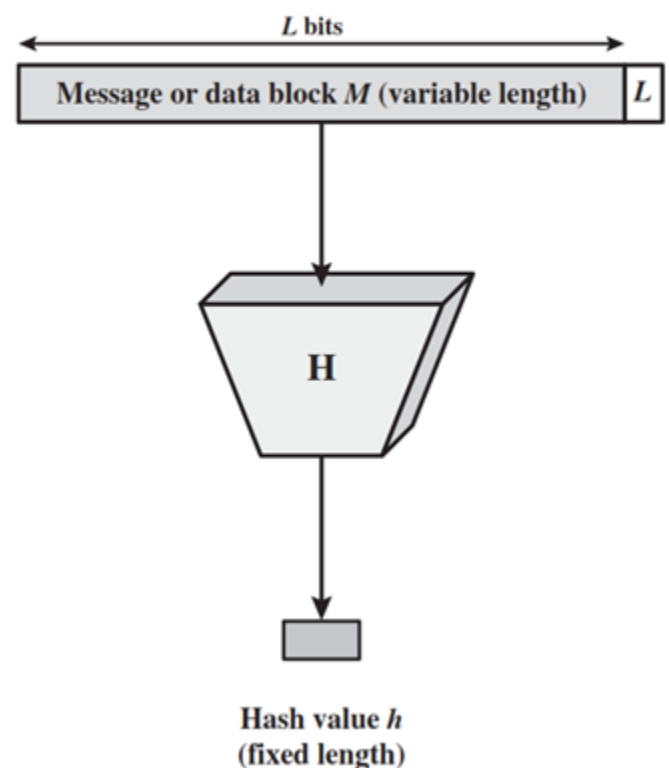 L bits
Message or data block M (variable length) L
H
Hash value h
(fixed length)